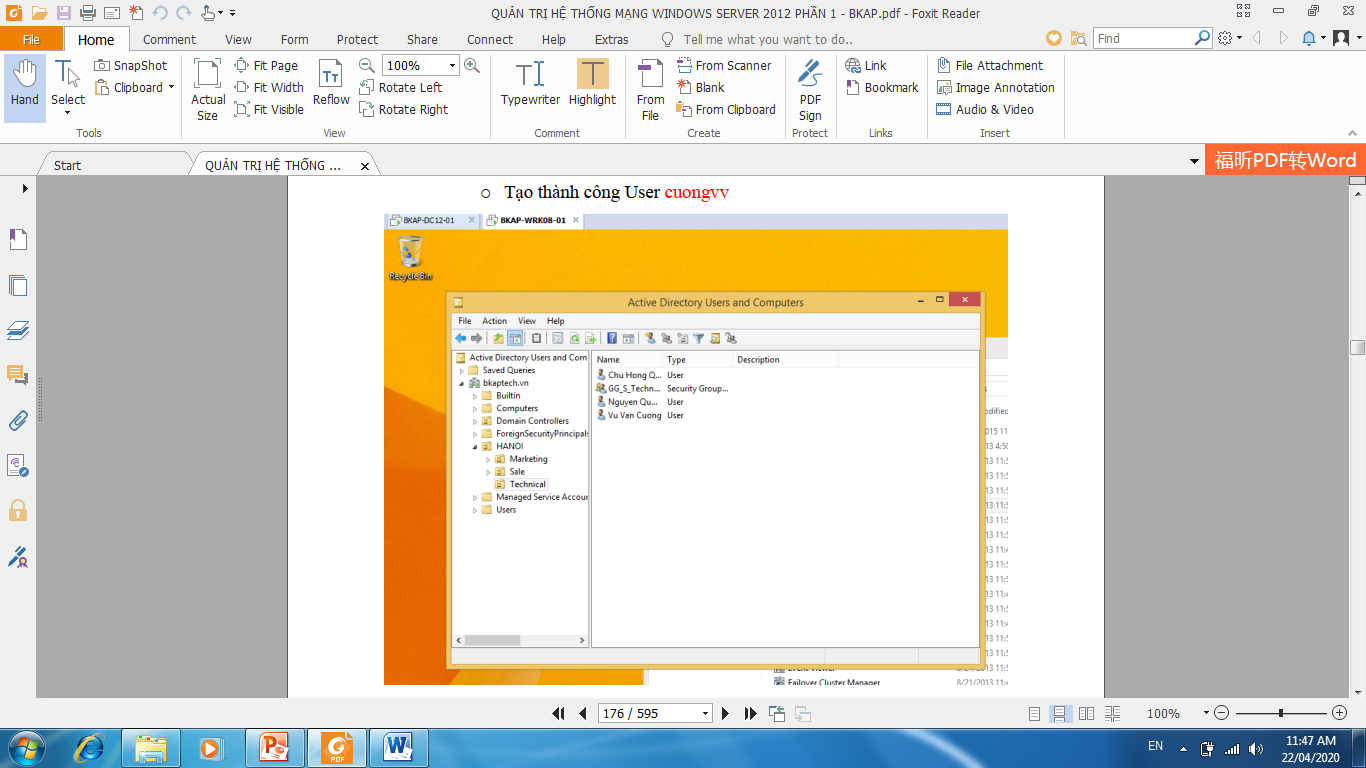 QUẢN TRỊ HỆ THỐNG MẠNG WINDOWS SERVER 2012 PHẦN 1 - BKAP.pdf - Foxit Reader
File Home Comment View Form Protect Share Connect Help Extras Tell me what you want to do.. Find
Hand
Select
SnapShot
Clipboard
Tools
Actual Size
Fit Page
Fit Width
Fit Visible
Reflow
100%
Rotate Left
Rotate Right
View
Typewriter
Highlight
Comment
From File
From Scanner
Blank
From Clipboard
Create
PDF Sign
Protect
Link
Bookmark
Links
File Attachment
Image Annotation
Audio & Video
Insert
Start
QUẢN TRỊ HỆ THỐNG ...
福昕PDF转Word
o Tạo thành công User cuongvv
BKAP-DC12-01
BKAP-WRK08-01
Recycle Bin
Active Directory Users and Computers
File Action View Help
Active Directory Users and Com
Saved Queries
bkaptech.vn
Builtin
Computers
Domain Controllers
ForeignSecurityPrincipals
HANOI
Marketing
Sale
Technical
Managed Service Accour
Users
Name Type Description
Chu Hong Q... User
GG_S_Techn... Security Group...
Nguyen Qu... User
Vu Van Cuong User
Failover Cluster Manager
176 / 595
100%
EN
11:47 AM
22/04/2020